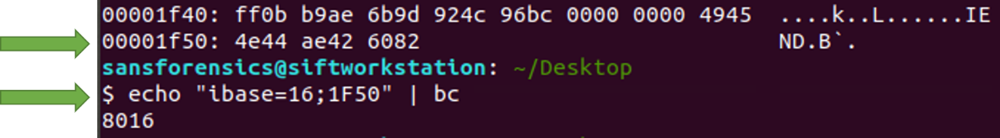 00001f40: ff0b b9ae 6b9d 924c 96bc 0000 0000 4945  ....k..L......IE
00001f50: 4e44 ae42 6082                           ND.B`.
sansforensics@siftworkstation: ~/Desktop
$ echo "ibase=16;1F50" | bc
8016